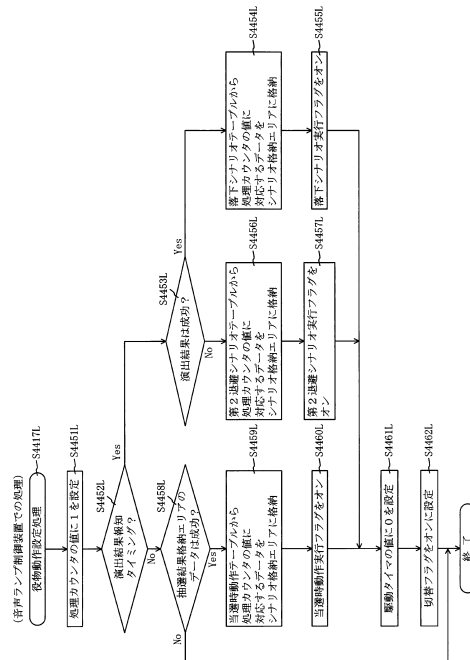 (音声ランプ制御装置での処理)
役物動作設定処理
S4417L
処理カウンタの値に1を設定
S4451L
演出結果報知
タイミング?
S4452L
Yes
No
演出結果は成功?
S4453L
Yes
No
落下シナリオテーブルから
処理カウンタの値に
対応するデータを
シナリオ格納エリアに格納
S4454L
落下シナリオ実行フラグをオン
S4455L
第2退避シナリオテーブルから
処理カウンタの値に
対応するデータを
シナリオ格納エリアに格納
S4456L
第2退避シナリオ実行フラグを
オン
S4457L
抽選結果格納エリアの
データは成功?
S4458L
No
Yes
当選時動作テーブルから
処理カウンタの値に
対応するデータを
シナリオ格納エリアに格納
S4459L
当選時動作実行フラグをオン
S4460L
駆動タイマの値に0を設定
S4461L
切替フラグをオンに設定
S4462L
終了